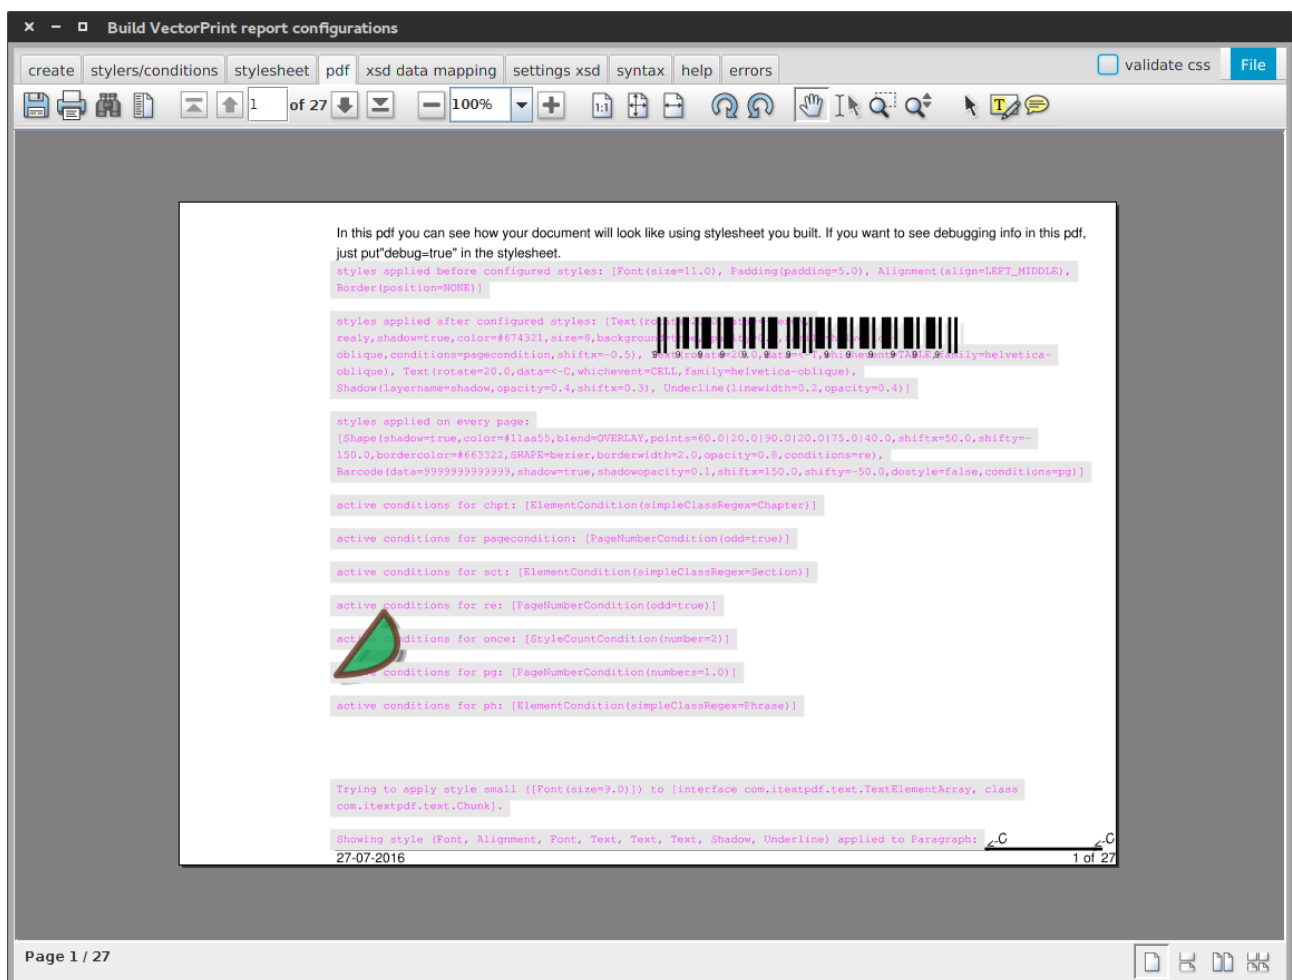 Build VectorPrint report configurations
create stylers/conditions stylesheet pdf xsd data mapping settings xsd syntax help errors validate css File
1 of 27 100% 1:1 T
In this pdf you can see how your document will look like using stylesheet you built. If you want to see debugging info in this pdf,
just put"debug=true" in the stylesheet.
styles applied before configured styles: [Font(size=11.0), Padding(padding=5.0), Alignment(align=LEFT_MIDDLE),
Border(position=NONE)]
styles applied after configured styles: [Text(
realy,shadow=true,color=#674321,size=8,background
oblique,conditions=pagecondition,shiftx=-0.5), Text(rotate=20.0,data=<-T,whichevent=TABLE,family=helvetica-
oblique), Text(rotate=20.0,data=<-C,whichevent=CELL,family=helvetica-oblique),
Shadow(layername=shadow,opacity=0.4,shiftx=0.3), Underline(linewidth=0.2,opacity=0.4)]
styles applied on every page:
[Shape(shadow=true,color=#11aa55,blend=OVERLAY,points=60.0|20.0|90.0|20.0|75.0|40.0,shiftx=50.0,shifty=-
150.0,bordercolor=#663322,SHAPE=bezier,borderwidth=2.0,opacity=0.8,conditions=re),
Barcode(data=9999999999999,shadow=true,shadowopacity=0.1,shiftx=150.0,shifty=-50.0,dostyle=false,conditions=pg)]
active conditions for chpt: [ElementCondition(simpleClassRegex=Chapter)]
active conditions for pagecondition: [PageNumberCondition(odd=true)]
active conditions for sct: [ElementCondition(simpleClassRegex=Section)]
active conditions for re: [PageNumberCondition(odd=true)]
active conditions for once: [StyleCountCondition(number=2)]
conditions for pg: [PageNumberCondition(numbers=1.0)]
active conditions for ph: [ElementCondition(simpleClassRegex=Phrase)]
Trying to apply style small ([Font(size=9.0)]) to [interface com.itextpdf.text.TextElementArray, class
com.itextpdf.text.Chunk].
Showing style (Font, Alignment, Font, Text, Text, Text, Shadow, Underline) applied to Paragraph: <-C <-C
27-07-2016 1 of 27
Page 1 / 27